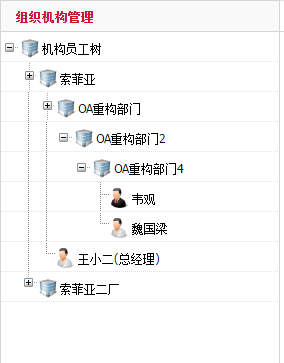 组织机构管理
机构员工树
索菲亚
OA重构部门
OA重构部门2
OA重构部门4
韦观
魏国梁
王小二(总经理)
索菲亚二厂